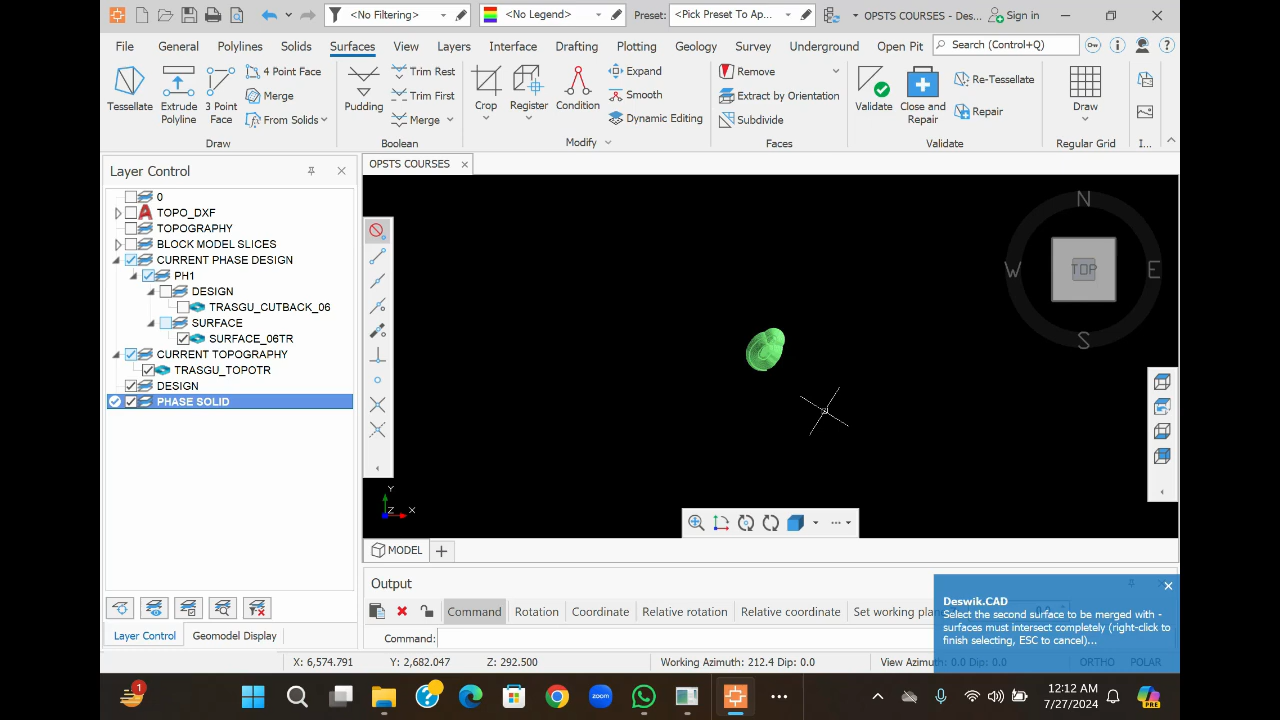 <No Filtering>
<No Legend>
Preset:
<Pick Preset To Ap...
OPSTS COURSES - Des...
Sign in
File
General
Polylines
Solids
Surfaces
View
Layers
Interface
Drafting
Plotting
Geology
Survey
Underground
Open Pit
Search (Control+Q)
Tessellate
Extrude
Polyline
3 Point
Face
4 Point Face
Merge
From Solids
Draw
Pudding
Trim Rest
Trim First
Merge
Boolean
Crop
Register
Condition
Expand
Smooth
Dynamic Editing
Modify
Remove
Extract by Orientation
Subdivide
Faces
Validate
Close and
Repair
Re-Tessellate
Repair
Validate
Draw
Regular Grid
I...
Layer Control
OPSTS COURSES
0
TOPO_DXF
TOPOGRAPHY
BLOCK MODEL SLICES
CURRENT PHASE DESIGN
PH1
DESIGN
TRASGU_CUTBACK_06
SURFACE
SURFACE_06TR
CURRENT TOPOGRAPHY
TRASGU_TOPOTR
DESIGN
PHASE SOLID
N
W
TOP
E
S
Y
Z
X
MODEL
Output
Command
Rotation
Coordinate
Relative rotation
Relative coordinate
Set working plan
Command:
Layer Control
Geomodel Display
Deswik.CAD
Select the second surface to be merged with -
surfaces must intersect completely (right-click to
finish selecting, ESC to cancel)...
X: 6,574.791
Y: 2,682.047
Z: 292.500
Working Azimuth: 212.4 Dip: 0.0
View Azimuth: 0.0 Dip: 0.0
ORTHO
POLAR
1
zoom
PRE
12:12 AM
7/27/2024